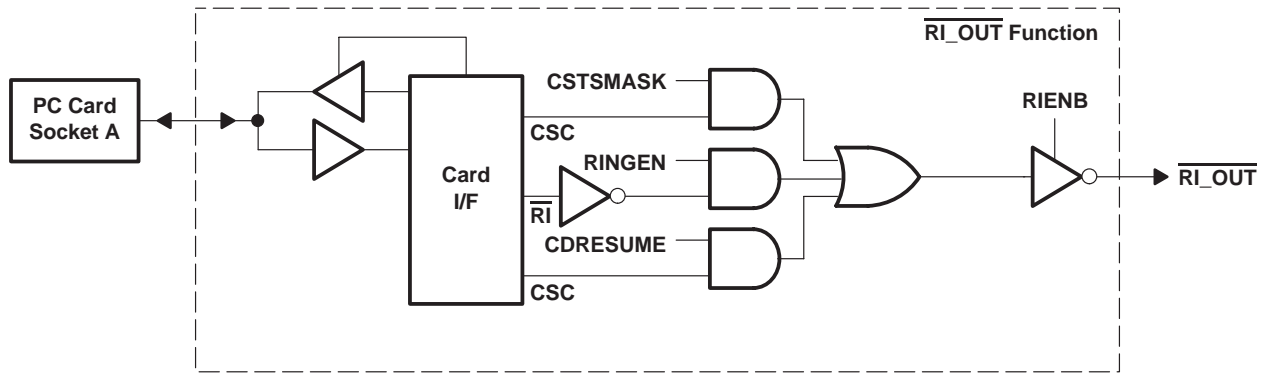 RI_OUT Function
PC Card
Socket A
CSTSMASK
CSC
RIENB
Card
I/F
RINGEN
RI
RI_OUT
CDRESUME
CSC